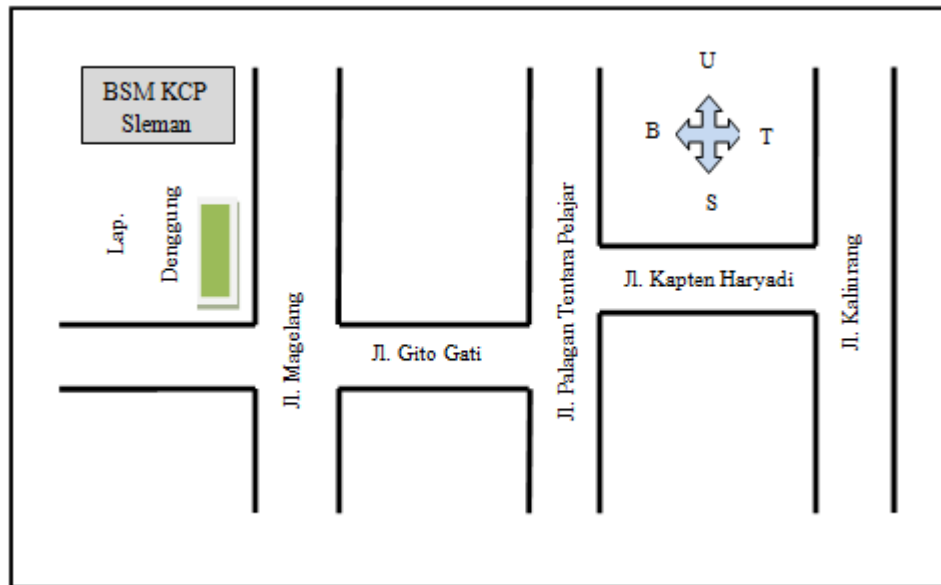 BSM KCP
Sleman
U
B
T
S
Lap.
Denggung
Jl. Magelang
Jl. Gito Gati
Jl. Palagan Tentara Pelajar
Jl. Kapten Haryadi
Jl. Kaliurang